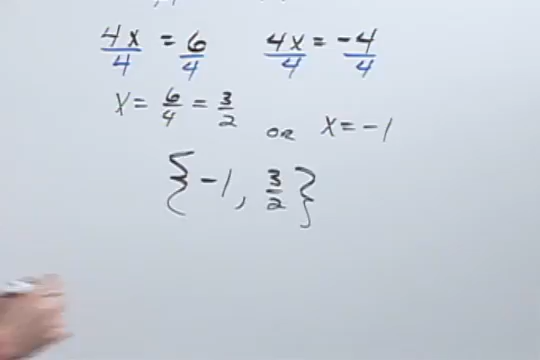 4x/4 = 6/4 4x/4 = -4/4
x = 6/4 = 3/2 OR x = -1
{-1, 3/2}